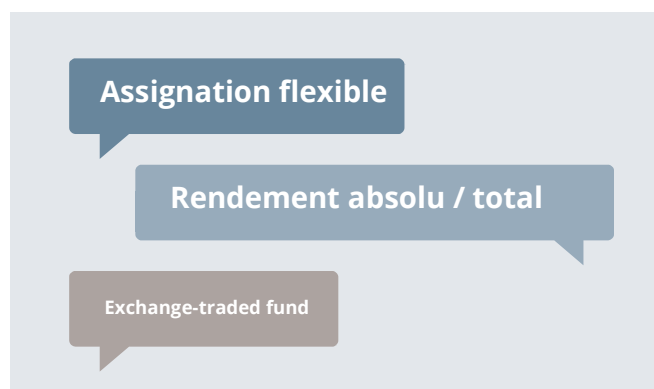 Assignation flexible
Rendement absolu / total
Exchange-traded fund